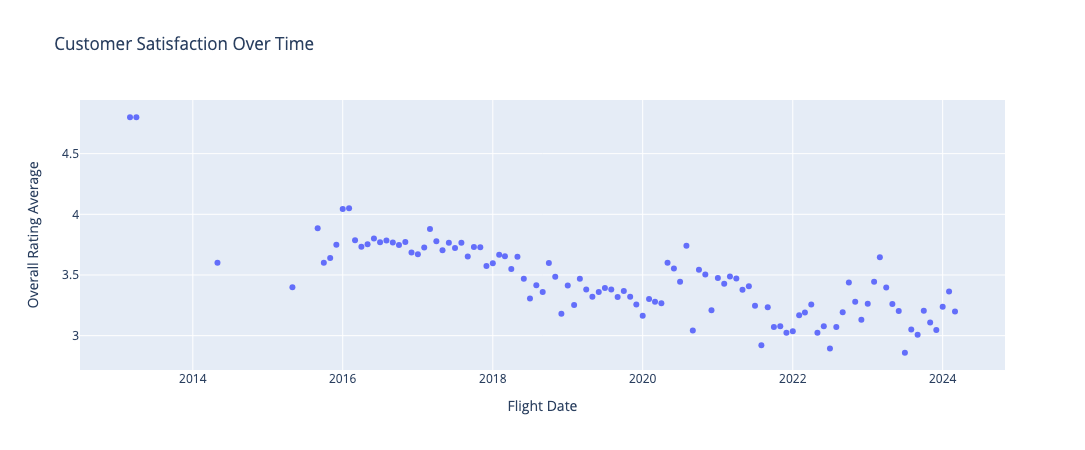 Customer Satisfaction Over Time
Overall Rating Average
4.5
4
3.5
3
2014 2016 2018 2020 2022 2024
Flight Date